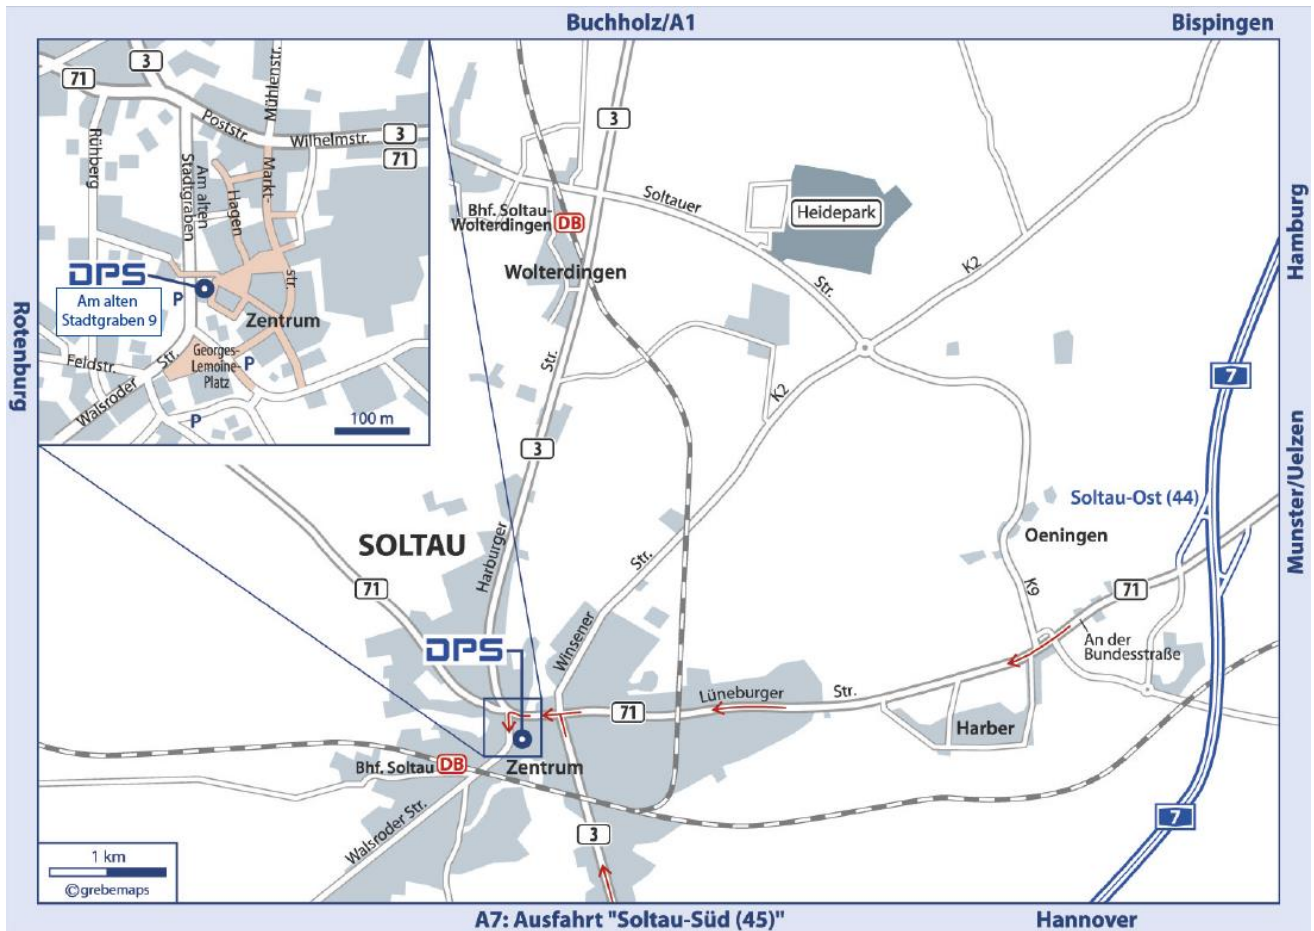 Buchholz/A1
Bispingen
Hamburg
Munster/Uelzen
Rotenburg
71
3
Mühlenstr.
Poststr.
Wilhelmstr.
3
71
Rühberg
Am alten
Stadtgraben
Hagen
Markt-
str.
DPS
Am alten
Stadtgraben 9
P
Zentrum
Georges-
Lemoine-
Platz
P
Feldstr.
Walsroder
Str.
P
100 m
3
Soltauer
Str.
Heidepark
Bhf. Soltau-
Wolterdingen
DB
Wolterdingen
K2
Str.
K2
7
3
Soltau-Ost (44)
Oeningen
SOLTAU
Harburger
71
Str.
Winsener
K9
71
An der
Bundesstraße
DPS
Lüneburger
Str.
71
Harber
Bhf. Soltau
DB
Zentrum
Walsroder Str.
3
7
1 km
©grebemaps
A7: Ausfahrt "Soltau-Süd (45)"
Hannover